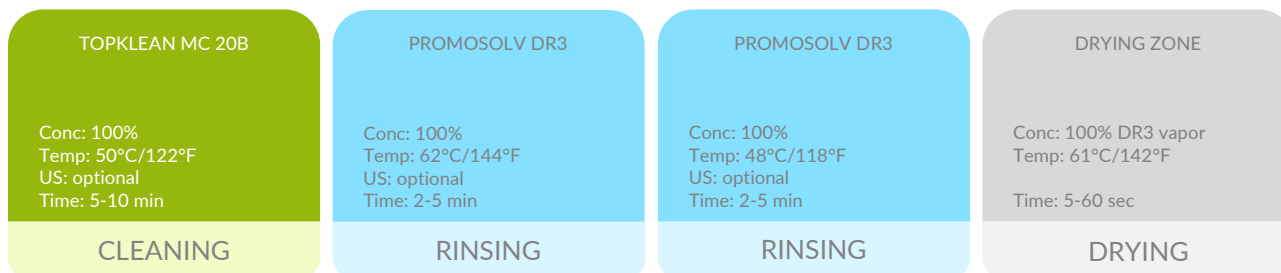 TOPKLEAN MC 20B
Conc: 100%
Temp: 50°C/122°F
US: optional
Time: 5-10 min
CLEANING
PROMOSOLV DR3
Conc: 100%
Temp: 62°C/144°F
US: optional
Time: 2-5 min
RINSING
PROMOSOLV DR3
Conc: 100%
Temp: 48°C/118°F
US: optional
Time: 2-5 min
RINSING
DRYING ZONE
Conc: 100% DR3 vapor
Temp: 61°C/142°F
Time: 5-60 sec
DRYING